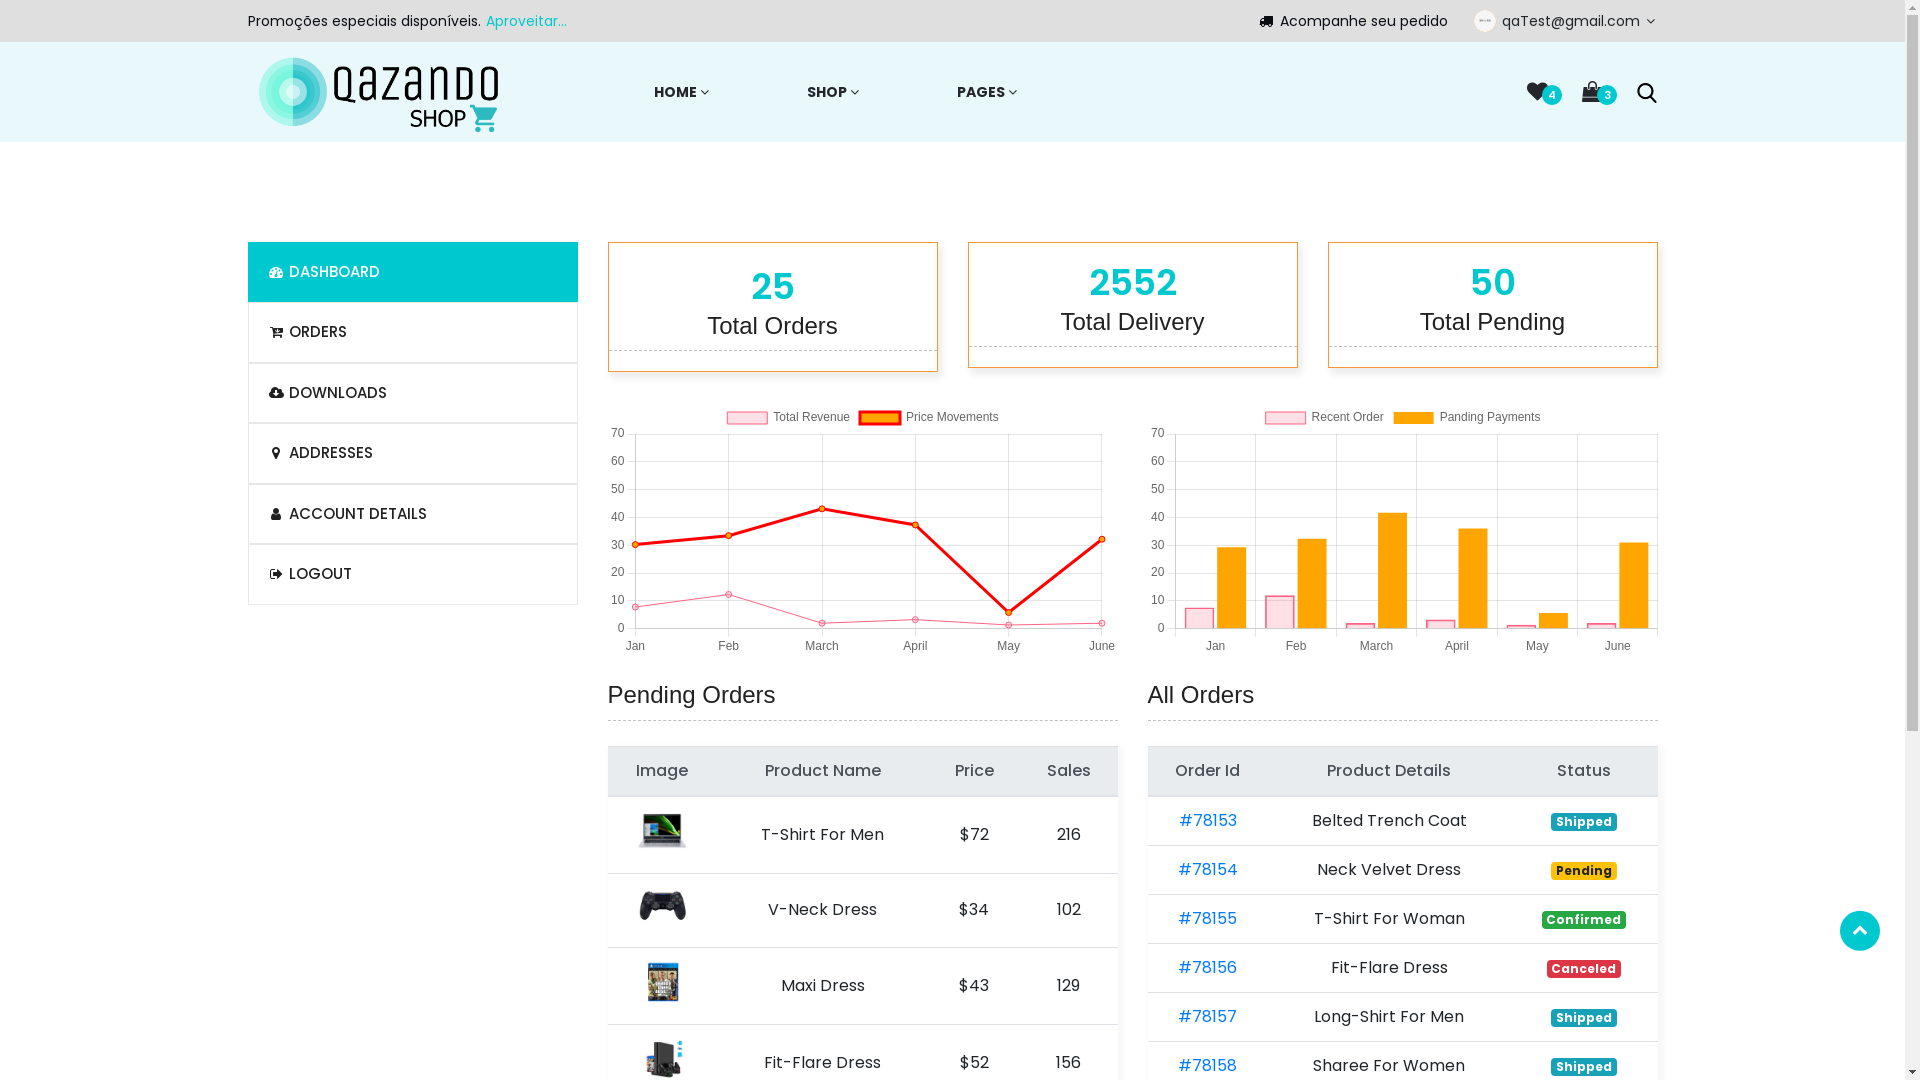 Promoções especiais disponíveis. Aproveitar...
Acompanhe seu pedido
qaTest@gmail.com
QAZANDO
SHOP
HOME
SHOP
PAGES
4
3
DASHBOARD
ORDERS
DOWNLOADS
ADDRESSES
ACCOUNT DETAILS
LOGOUT
25
Total Orders
2552
Total Delivery
50
Total Pending
Total Revenue Price Movements
70
60
50
40
30
20
10
0
Jan Feb March April May June
Recent Order Panding Payments
70
60
50
40
30
20
10
0
Jan Feb March April May June
Pending Orders
Image Product Name Price Sales
T-Shirt For Men $72 216
V-Neck Dress $34 102
Maxi Dress $43 129
Fit-Flare Dress $52 156
All Orders
Order Id Product Details Status
#78153 Belted Trench Coat Shipped
#78154 Neck Velvet Dress Pending
#78155 T-Shirt For Woman Confirmed
#78156 Fit-Flare Dress Canceled
#78157 Long-Shirt For Men Shipped
#78158 Sharee For Women Shipped